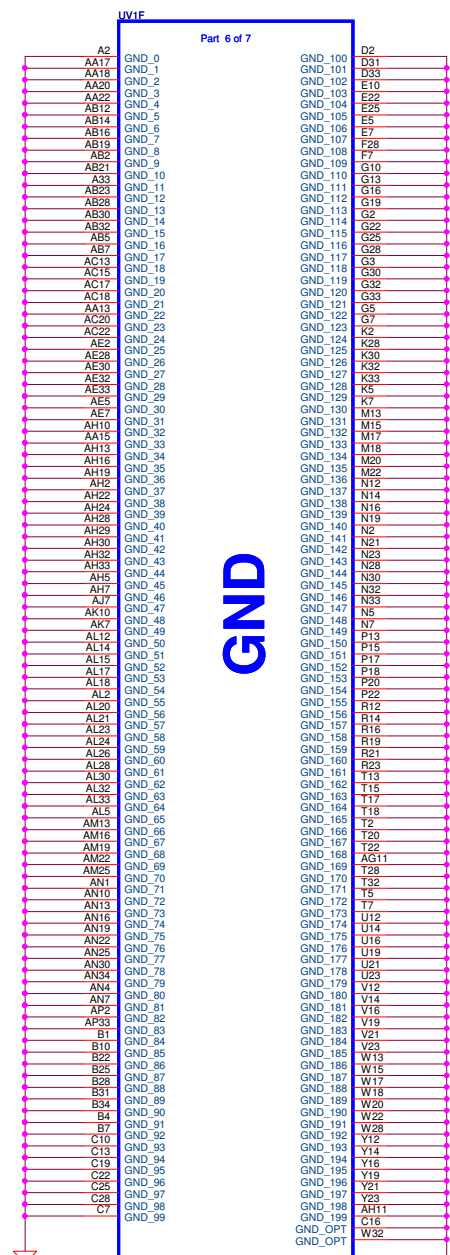 UV1F
Part 6 of 7
A2 GND_0 GND_100 D2
AA17 GND_1 GND_101 D31
AA18 GND_2 GND_102 D33
AA20 GND_3 GND_103 E10
AA22 GND_4 GND_104 E22
AB12 GND_5 GND_105 E25
AB14 GND_6 GND_106 E5
AB16 GND_7 GND_107 E7
AB19 GND_8 GND_108 F28
AB2 GND_9 GND_109 F7
AB21 GND_10 GND_110 G10
A33 GND_11 GND_111 G13
AB23 GND_12 GND_112 G16
AB28 GND_13 GND_113 G19
AB30 GND_14 GND_114 G2
AB32 GND_15 GND_115 G22
AB5 GND_16 GND_116 G25
AB7 GND_17 GND_117 G28
AC13 GND_18 GND_118 G3
AC15 GND_19 GND_119 G30
AC17 GND_20 GND_120 G32
AC18 GND_21 GND_121 G33
AA13 GND_22 GND_122 G5
AC20 GND_23 GND_123 G7
AC22 GND_24 GND_124 K2
AE2 GND_25 GND_125 K28
AE28 GND_26 GND_126 K30
AE30 GND_27 GND_127 K32
AE32 GND_28 GND_128 K33
AE33 GND_29 GND_129 K5
AE5 GND_30 GND_130 K7
AE7 GND_31 GND_131 M13
AH10 GND_32 GND_132 M15
AA15 GND_33 GND_133 M17
AH13 GND_34 GND_134 M18
AH16 GND_35 GND_135 M20
AH19 GND_36 GND_136 M22
AH2 GND_37 GND_137 N12
AH22 GND_38 GND_138 N14
AH24 GND_39 GND_139 N16
AH28 GND_40 GND_140 N19
AH29 GND_41 GND_141 N2
AH30 GND_42 GND_142 N21
AH32 GND_43 GND_143 N23
AH33 GND_44 GND_144 N28
AH5 GND_45 GND_145 N30
AH7 GND_46 GND_146 N32
AJ7 GND_47 GND_147 N33
AK10 GND_48 GND_148 N5
AK7 GND_49 GND_149 N7
AL12 GND_50 GND_150 P13
AL14 GND_51 GND_151 P15
AL15 GND_52 GND_152 P17
AL17 GND_53 GND_153 P18
AL18 GND_54 GND_154 P20
AL2 GND_55 GND_155 P22
AL20 GND_56 GND_156 R12
AL21 GND_57 GND_157 R14
AL23 GND_58 GND_158 R16
AL24 GND_59 GND_159 R19
AL26 GND_60 GND_160 R21
AL28 GND_61 GND_161 R23
AL30 GND_62 GND_162 T13
AL32 GND_63 GND_163 T15
AL33 GND_64 GND_164 T17
AL5 GND_65 GND_165 T18
AM13 GND_66 GND_166 T2
AM16 GND_67 GND_167 T20
AM19 GND_68 GND_168 T22
AM22 GND_69 GND_169 AG11
AM25 GND_70 GND_170 T28
AN1 GND_71 GND_171 T32
AN10 GND_72 GND_172 T5
AN13 GND_73 GND_173 T7
AN16 GND_74 GND_174 U12
AN19 GND_75 GND_175 U14
AN22 GND_76 GND_176 U16
AN25 GND_77 GND_177 U19
AN30 GND_78 GND_178 U21
AN34 GND_79 GND_179 U23
AN4 GND_80 GND_180 V12
AN7 GND_81 GND_181 V14
AP2 GND_82 GND_182 V16
AP33 GND_83 GND_183 V19
B1 GND_84 GND_184 V21
B10 GND_85 GND_185 V23
B22 GND_86 GND_186 W13
B25 GND_87 GND_187 W15
B28 GND_88 GND_188 W17
B31 GND_89 GND_189 W18
B34 GND_90 GND_190 W20
B4 GND_91 GND_191 W22
B7 GND_92 GND_192 W28
C10 GND_93 GND_193 Y12
C13 GND_94 GND_194 Y14
C19 GND_95 GND_195 Y16
C22 GND_96 GND_196 Y19
C25 GND_97 GND_197 Y21
C28 GND_98 GND_198 Y23
C7 GND_99 GND_199 AH11
GND_OPT C16
GND_OPT W32
GND